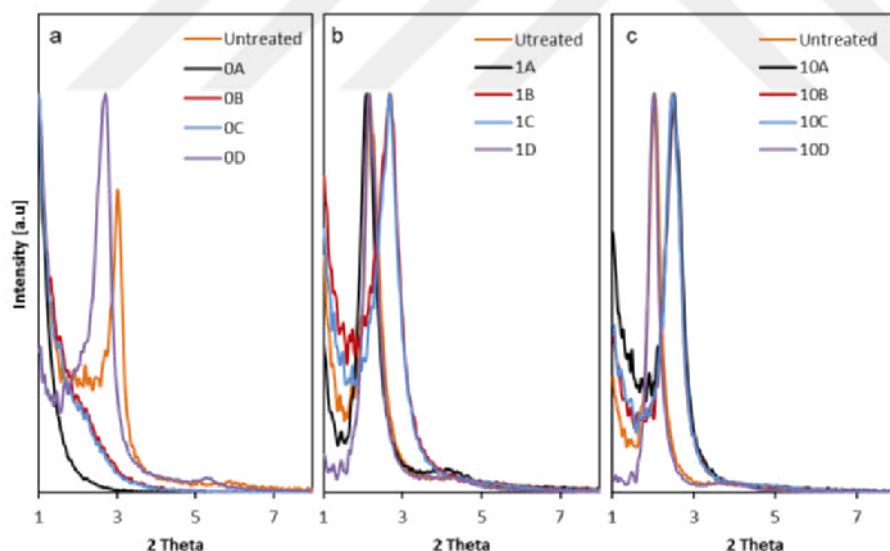 a
Untreated
0A
0B
0C
0D
b
Utreated
1A
1B
1C
1D
c
Untreated
10A
10B
10C
10D
Intensity [a.u]
1 3 5 7
1 3 5 7
1 3 5 7
2 Theta
2 Theta
2 Theta